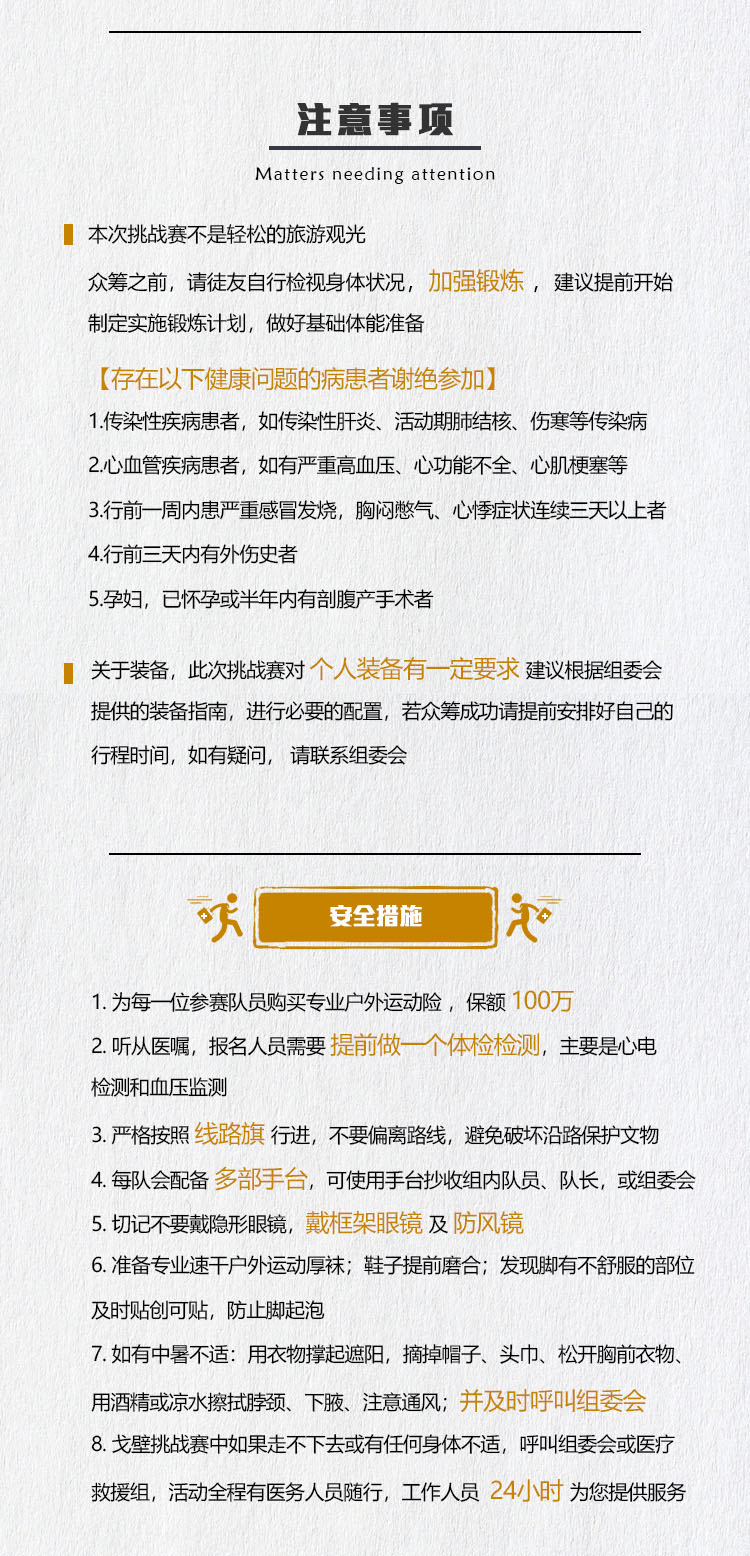 注意事项
Matters needing attention
本次挑战赛不是轻松的旅游观光
众筹之前，请徒友自行检视身体状况，加强锻炼，建议提前开始
制定实施锻炼计划，做好基础体能准备
【存在以下健康问题的病患者谢绝参加】
1.传染性疾病患者，如传染性肝炎、活动期肺结核、伤寒等传染病
2.心血管疾病患者，如有严重高血压、心功能不全、心肌梗塞等
3.行前一周内患严重感冒发烧，胸闷憋气、心悸症状连续三天以上者
4.行前三天内有外伤史者
5.孕妇，已怀孕或半年内有剖腹产手术者
关于装备，此次挑战赛对 个人装备有一定要求 建议根据组委会
提供的装备指南，进行必要的配置，若众筹成功请提前安排好自己的
行程时间，如有疑问， 请联系组委会
安全措施
1. 为每一位参赛队员购买专业户外运动险，保额 100万
2. 听从医嘱，报名人员需要 提前做一个体检检测，主要是心电
检测和血压监测
3. 严格按照 线路旗 行进，不要偏离路线，避免破坏沿路保护文物
4. 每队会配备 多部手台，可使用手台抄收组内队员、队长，或组委会
5. 切记不要戴隐形眼镜，戴框架眼镜 及 防风镜
6. 准备专业速干户外运动厚袜；鞋子提前磨合；发现脚有不舒服的部位
及时贴创可贴，防止脚起泡
7. 如有中暑不适：用衣物撑起遮阳，摘掉帽子、头巾、松开胸前衣物、
用酒精或凉水擦拭脖颈、下腋、注意通风；并及时呼叫组委会
8. 戈壁挑战赛中如果走不下去或有任何身体不适，呼叫组委会或医疗
救援组，活动全程有医务人员随行，工作人员 24小时 为您提供服务